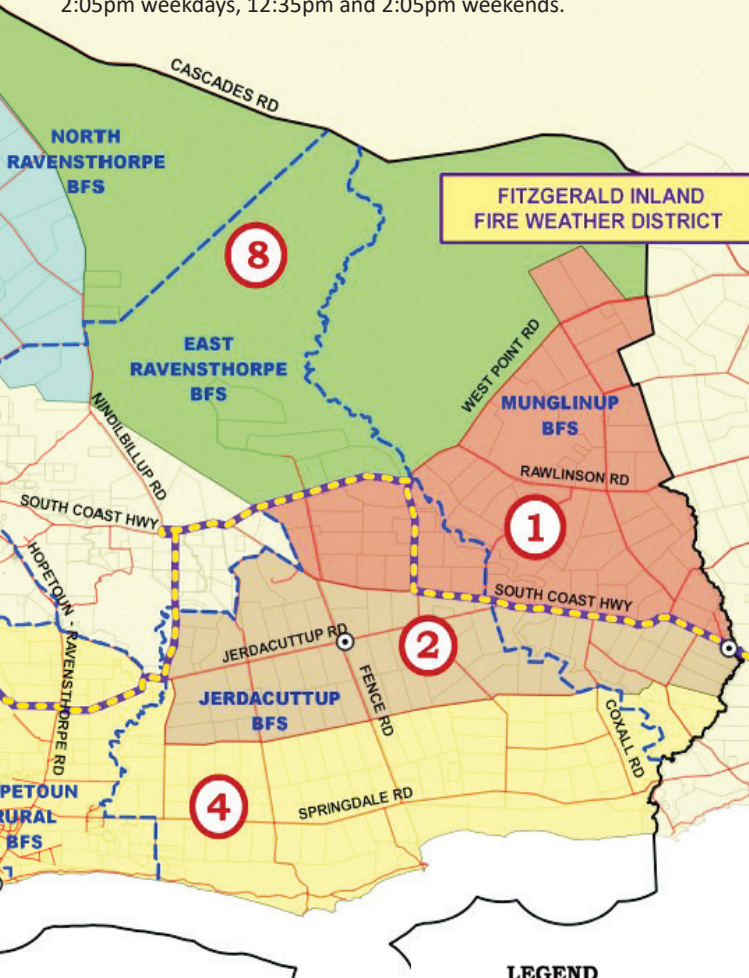 2:05pm weekdays, 12:35pm and 2:05pm weekends.
CASCADES RD
NORTH
RAVENSTHORPE
BFS
FITZGERALD INLAND
FIRE WEATHER DISTRICT
8
EAST
RAVENSTHORPE
BFS
WEST POINT RD
MUNGLINUP
BFS
NINDILBILLUP RD
RAWLINSON RD
SOUTH COAST HWY
1
HOPETOUN - RAVENSTHORPE RD
SOUTH COAST HWY
JERDACUTTUP RD
2
FENCE RD
JERDACUTTUP
BFS
COXALL RD
4
SPRINGDALE RD
PETOUN
RURAL
BFS
LEGEND